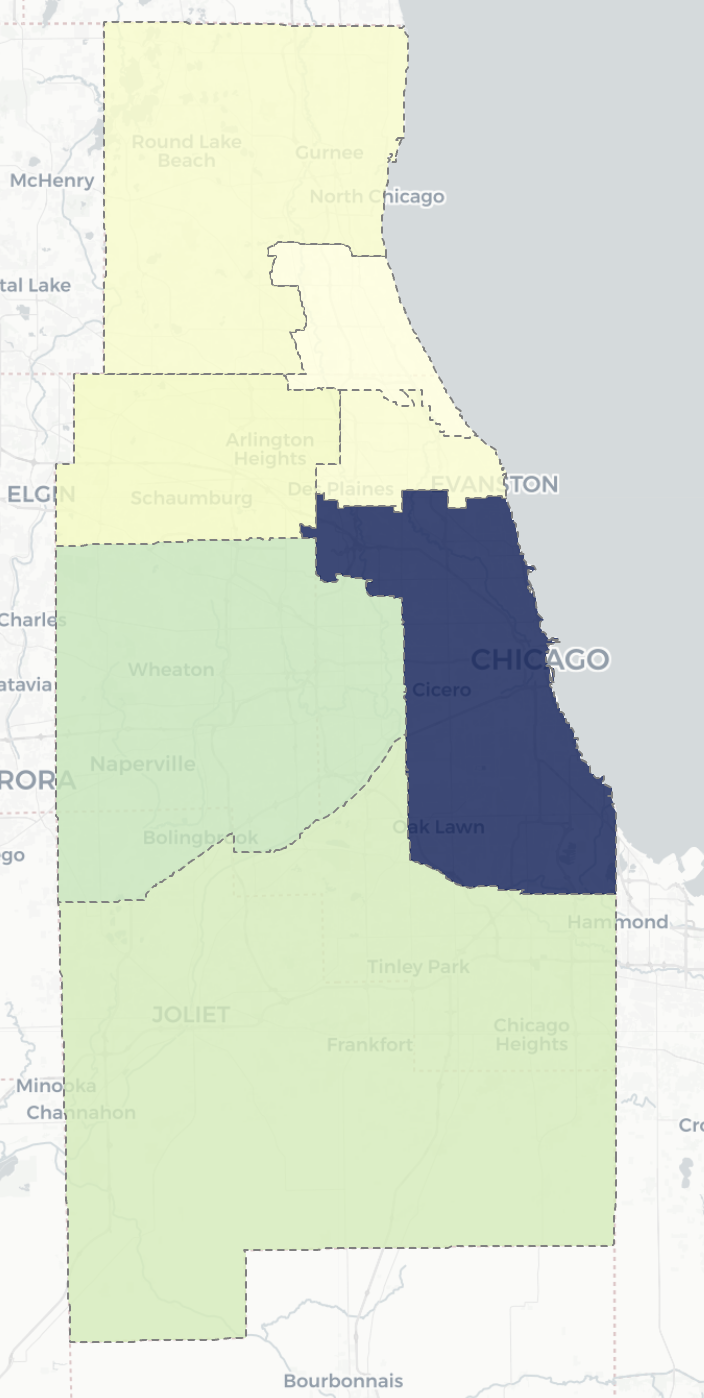 Round Lake
Beach
Gurnee
McHenry
North Chicago
tal Lake
Arlington
Heights
EVANSTON
Des Plaines
ELGIN
Schaumburg
Charles
CHICAGO
Wheaton
atavia
Cicero
Naperville
RORA
Oak Lawn
Bolingbrook
go
Hammond
Tinley Park
JOLIET
Chicago
Heights
Frankfort
Minooka
Channahon
Cro
Bourbonnais